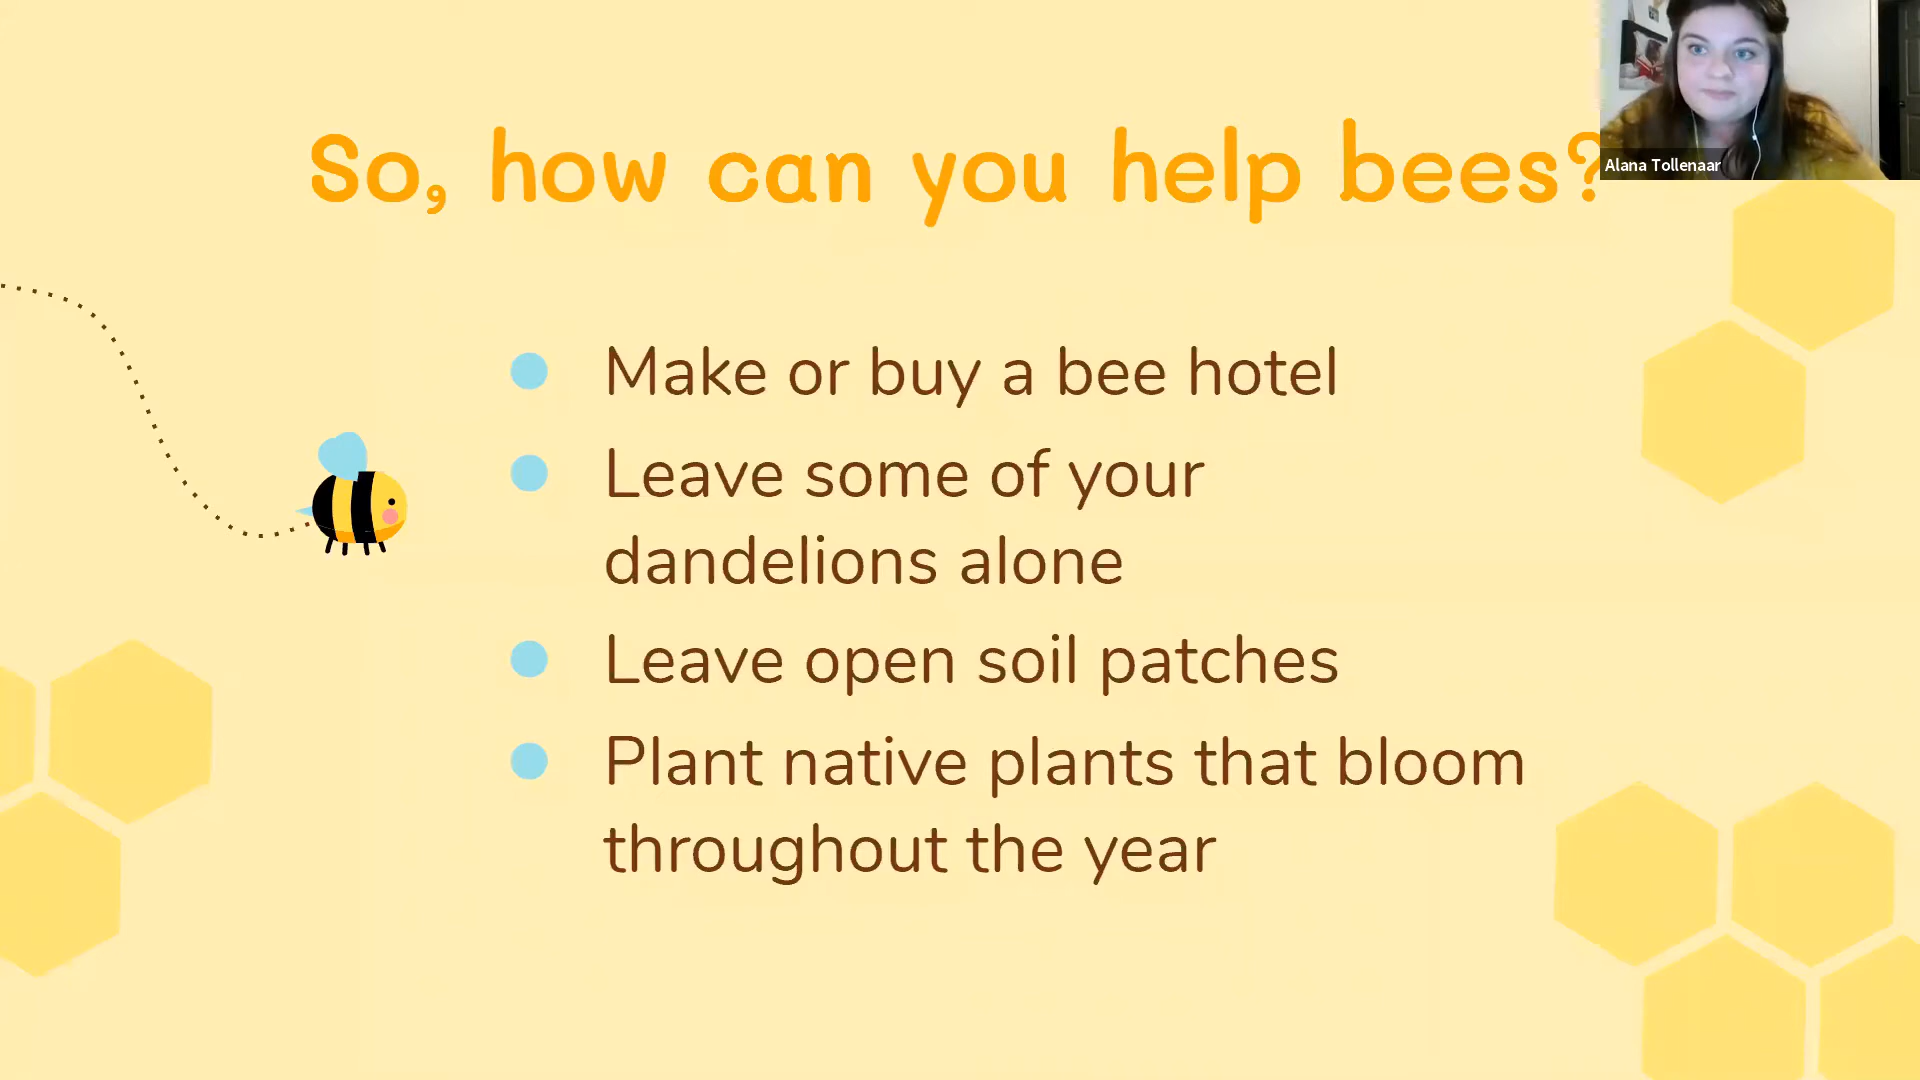 So, how can you help bees?
Alana Tollenaar
Make or buy a bee hotel
Leave some of your
dandelions alone
Leave open soil patches
Plant native plants that bloom
throughout the year